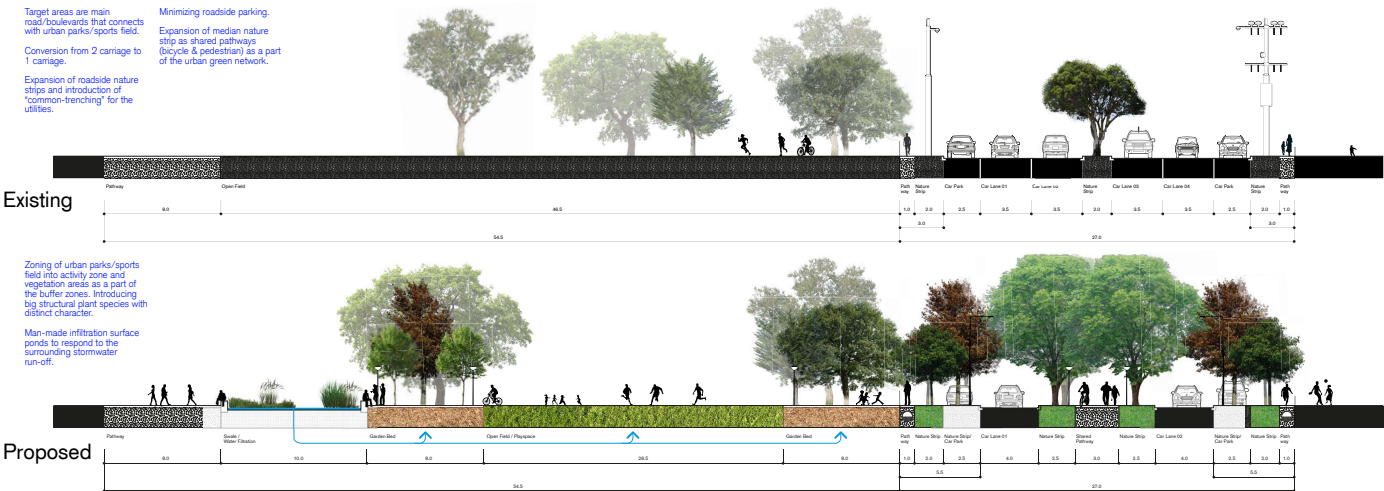 Target areas are main
road/boulevards that connects
with urban parks/sports field.
Conversion from 2 carriage to
1 carriage.
Expansion of roadside nature
strips and introduction of
"common-trenching" for the
utilities.
Minimizing roadside parking.
Expansion of median nature
strip as shared pathways
(bicycle & pedestrian) as a part
of the urban green network.
Existing
Pathway
Open Field
Path
way
Nature
Strip
Car Park
Car Lane 01
Car Lane 02
Nature
Strip
Car Lane 03
Car Lane 04
Car Park
Nature
Strip
Path
way
8.0
46.5
1.0
2.0
2.5
3.5
3.5
2.0
3.5
3.5
2.5
2.0
1.0
3.0
3.0
54.5
27.0
Zoning of urban parks/sports
field into activity zone and
vegetation areas as a part of
the buffer zones. Introducing
big structural plant species with
distinct character.
Man-made infiltration surface
ponds to respond to the
surrounding stormwater
run-off.
Proposed
Pathway
Swale /
Water Filtration
Garden Bed
Open Field / Playspace
Garden Bed
Path
way
Nature Strip
Nature Strip/
Car Park
Car Lane 01
Nature Strip
Shared
Pathway
Nature Strip
Car Lane 02
Nature Strip/
Car Park
Nature Strip
Path
way
8.0
10.0
8.0
8.0
1.0
2.5
4.0
2.5
3.0
2.5
4.0
2.5
1.0
5.5
5.5
54.5
27.0